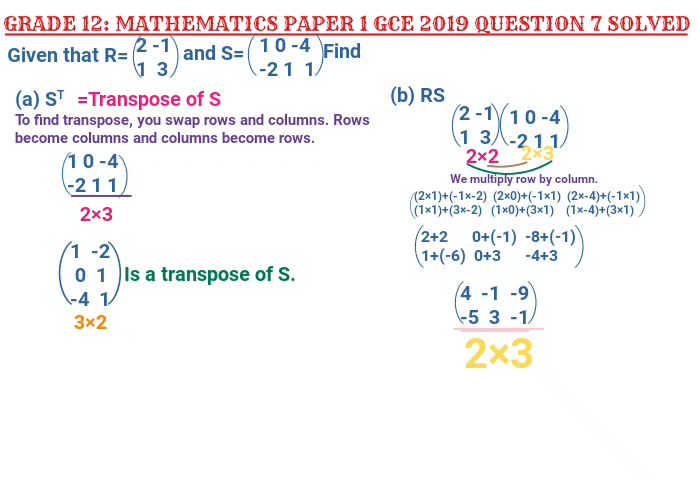 GRADE 12: MATHEMATICS PAPER 1 GCE 2019 QUESTION 7 SOLVED
Given that R= (2 -1 and S= (1 0 -4 Find
1 3) -2 1 1)
(a) Sᵀ =Transpose of S
To find transpose, you swap rows and columns. Rows
become columns and columns become rows.
(1 0 -4)
-2 1 1
2×3
(1 -2
0 1 Is a transpose of S.
-4 1)
3×2
(b) RS
(2 -1)(1 0 -4)
1 3 -2 1 1
2×2 2×3
We multiply row by column.
(2×1)+(-1×-2) (2×0)+(-1×1) (2×-4)+(-1×1)
(1×1)+(3×-2) (1×0)+(3×1) (1×-4)+(3×1)
(2+2 0+(-1) -8+(-1)
1+(-6) 0+3 -4+3)
(4 -1 -9
-5 3 -1)
2×3